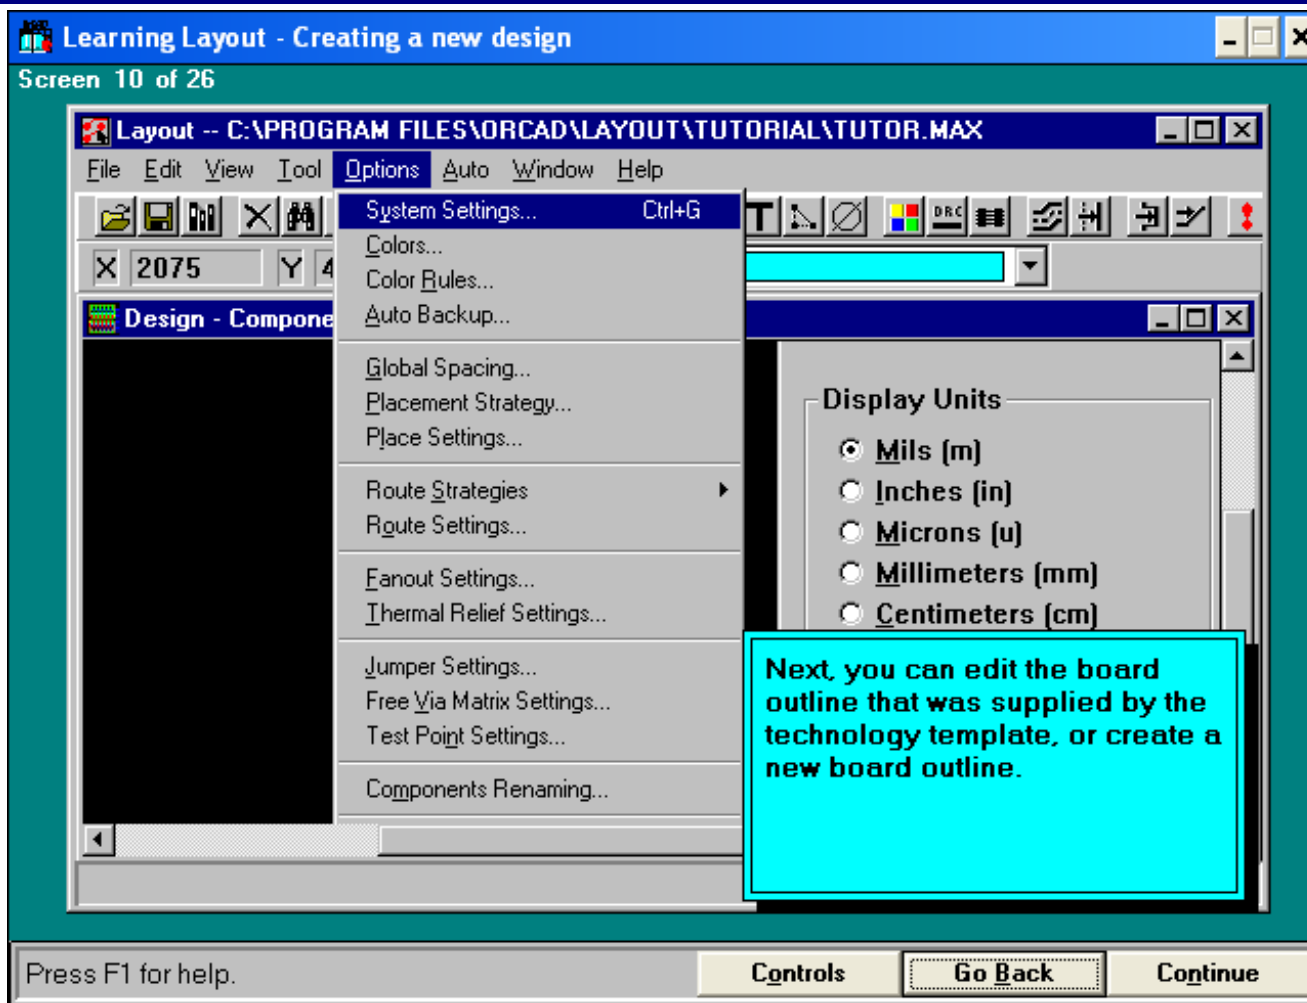 Learning Layout - Creating a new design
Screen 10 of 26
Layout -- C:\PROGRAM FILES\ORCAD\LAYOUT\TUTORIAL\TUTOR.MAX
File Edit View Tool Options Auto Window Help
System Settings... Ctrl+G
T DRC
Colors...
X 2075 Y 4
Color Rules...
Design - Compone
Auto Backup...
Global Spacing...
Placement Strategy...
Place Settings...
Route Strategies
Route Settings...
Fanout Settings...
Thermal Relief Settings...
Jumper Settings...
Free Via Matrix Settings...
Test Point Settings...
Components Renaming...
Display Units
Mils (m)
Inches (in)
Microns (u)
Millimeters (mm)
Centimeters (cm)
Next, you can edit the board
outline that was supplied by the
technology template, or create a
new board outline.
Press F1 for help.
Controls Go Back Continue